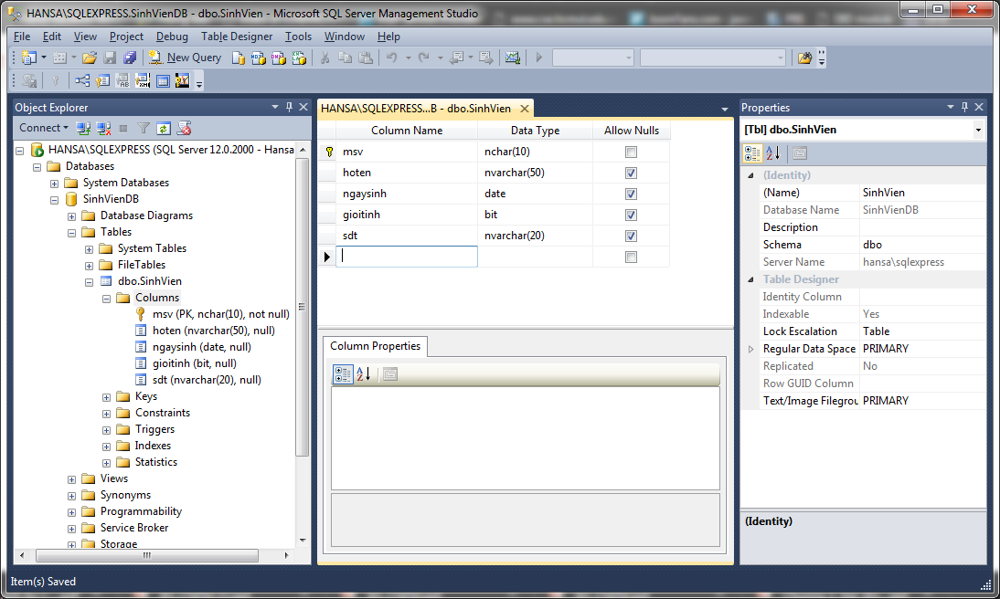 HANSA\SQLEXPRESS.SinhVienDB - dbo.SinhVien - Microsoft SQL Server Management Studio
File Edit View Project Debug Table Designer Tools Window Help
New Query
Object Explorer
Connect
HANSA\SQLEXPRESS (SQL Server 12.0.2000 - Hansa
Databases
System Databases
SinhVienDB
Database Diagrams
Tables
System Tables
FileTables
dbo.SinhVien
Columns
msv (PK, nchar(10), not null)
hoten (nvarchar(50), null)
ngaysinh (date, null)
gioitinh (bit, null)
sdt (nvarchar(20), null)
Keys
Constraints
Triggers
Indexes
Statistics
Views
Synonyms
Programmability
Service Broker
Storage
HANSA\SQLEXPRESS...B - dbo.SinhVien
Column Name Data Type Allow Nulls
msv nchar(10)
hoten nvarchar(50)
ngaysinh date
gioitinh bit
sdt nvarchar(20)
Column Properties
Properties
[Tbl] dbo.SinhVien
(Identity)
(Name) SinhVien
Database Name SinhVienDB
Description
Schema dbo
Server Name hansa\sqlexpress
Table Designer
Identity Column
Indexable Yes
Lock Escalation Table
Regular Data Space PRIMARY
Replicated No
Row GUID Column
Text/Image Filegrou PRIMARY
(Identity)
Item(s) Saved